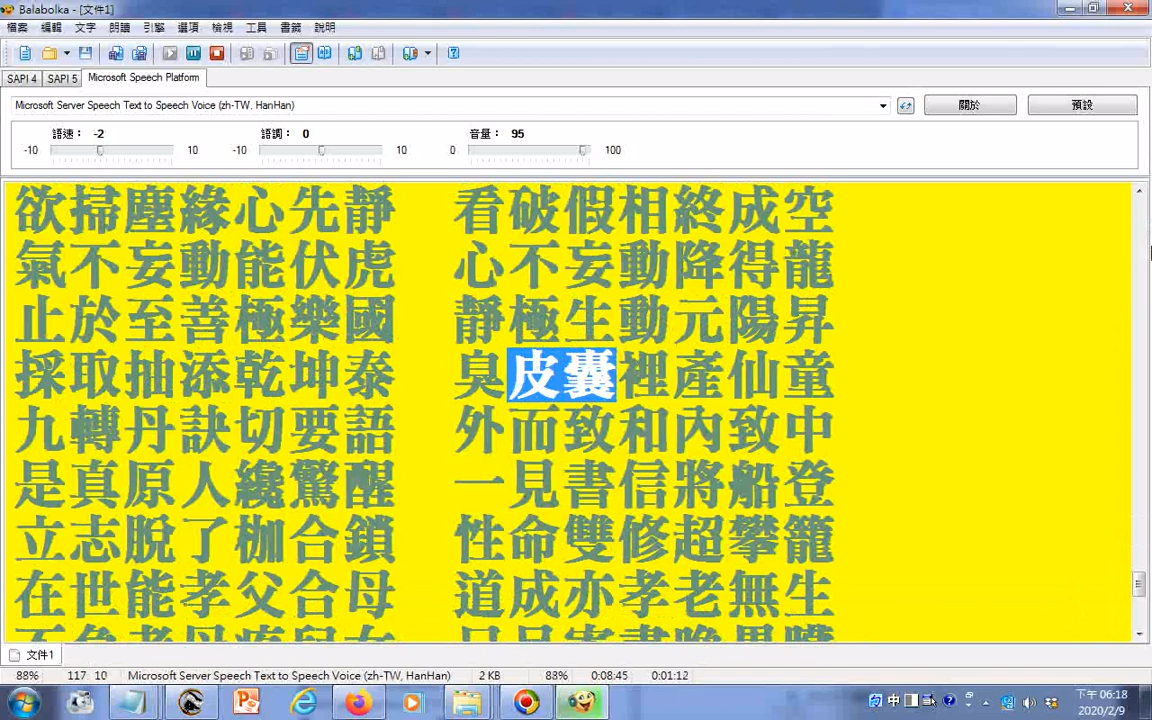 Balabolka - [文件1]
檔案 編輯 文字 朗讀 引擎 選項 檢視 工具 書籤 說明
SAPI 4 SAPI 5 Microsoft Speech Platform
Microsoft Server Speech Text to Speech Voice (zh-TW, HanHan) 關於 預設
語速： -2 語調： 0 音量： 95
-10 10 -10 10 0 100
欲掃塵緣心先靜 看破假相終成空
氣不妄動能伏虎 心不妄動降得龍
止於至善極樂國 靜極生動元陽昇
採取抽添乾坤泰 臭皮囊裡產仙童
九轉丹訣切要語 外而致和內致中
是真原人纔驚醒 一見書信將船登
立志脫了枷合鎖 性命雙修超攀籠
在世能孝父合母 道成亦孝老無生
文件1
88% 117 10 Microsoft Server Speech Text to Speech Voice (zh-TW, HanHan) 2 KB 83% 0:08:45 0:01:12
中 下午 06:18
2020/2/9